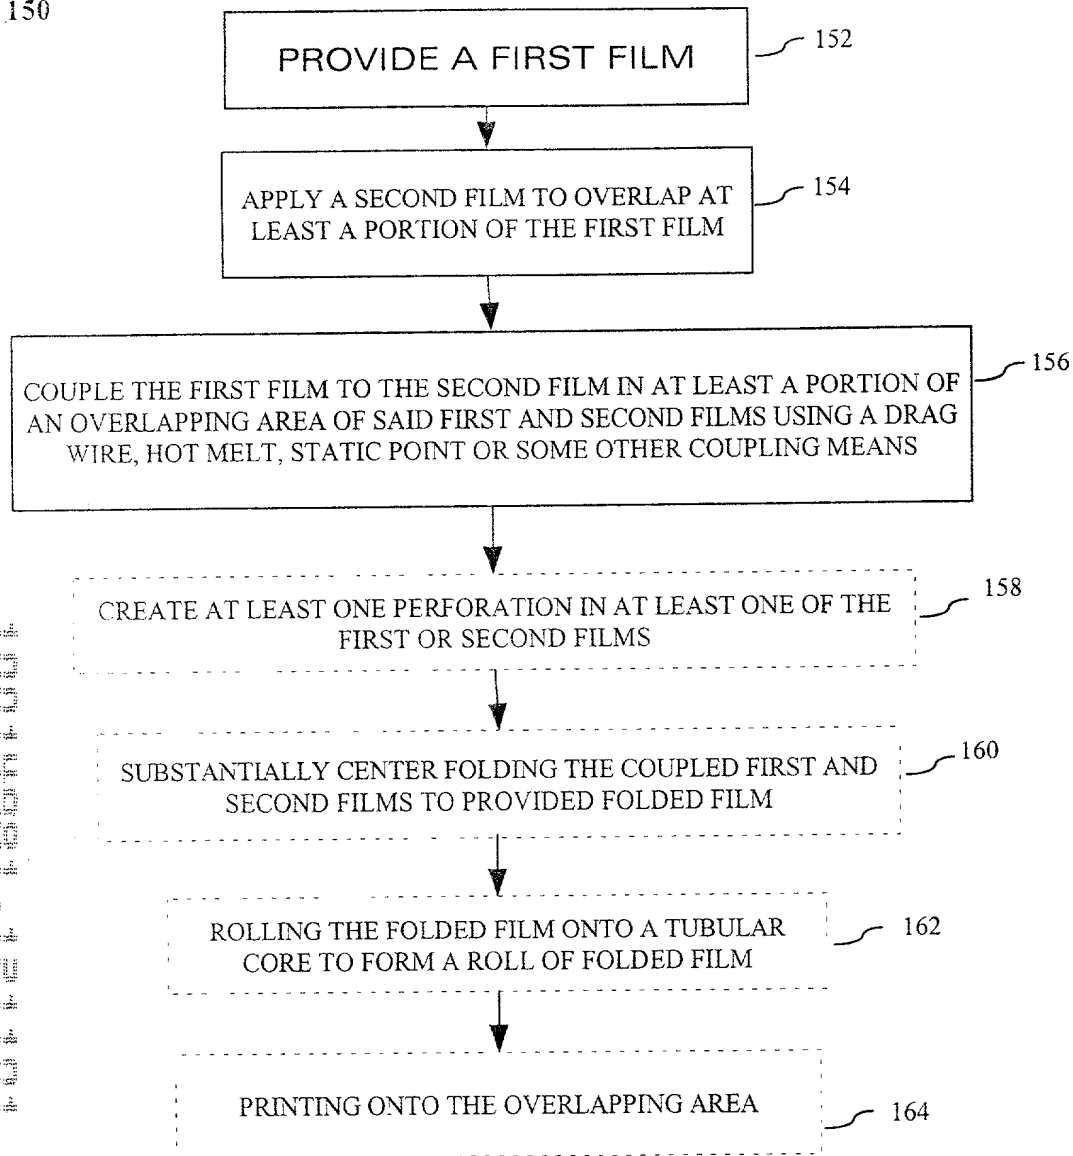 150
PROVIDE A FIRST FILM
152
APPLY A SECOND FILM TO OVERLAP AT
LEAST A PORTION OF THE FIRST FILM
154
COUPLE THE FIRST FILM TO THE SECOND FILM IN AT LEAST A PORTION OF
AN OVERLAPPING AREA OF SAID FIRST AND SECOND FILMS USING A DRAG
WIRE, HOT MELT, STATIC POINT OR SOME OTHER COUPLING MEANS
156
CREATE AT LEAST ONE PERFORATION IN AT LEAST ONE OF THE
FIRST OR SECOND FILMS
158
SUBSTANTIALLY CENTER FOLDING THE COUPLED FIRST AND
SECOND FILMS TO PROVIDED FOLDED FILM
160
ROLLING THE FOLDED FILM ONTO A TUBULAR
CORE TO FORM A ROLL OF FOLDED FILM
162
PRINTING ONTO THE OVERLAPPING AREA
164